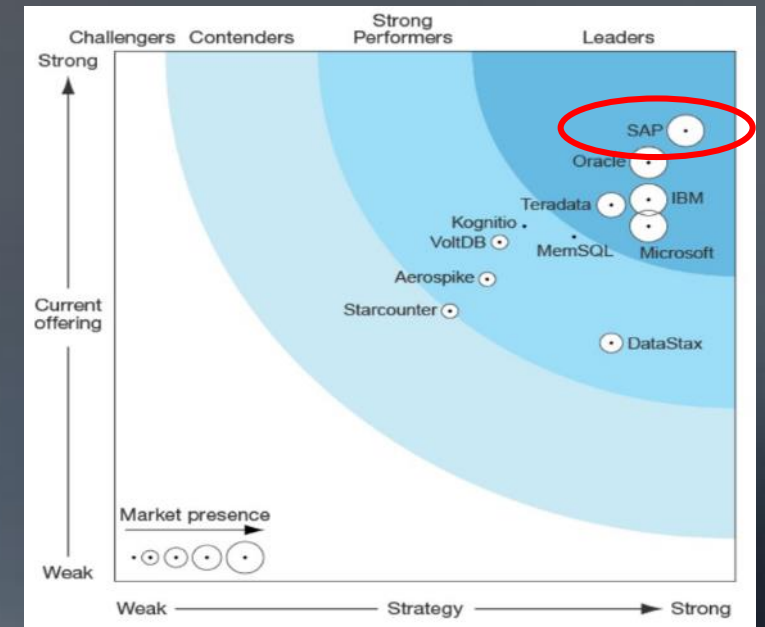 Strong
Challengers Contenders Performers Leaders
Strong
SAP
Oracle
Teradata IBM
Kognitio
VoltDB MemSQL Microsoft
Aerospike
Current
offering
Starcounter
DataStax
Market presence
Weak
Weak Strategy Strong